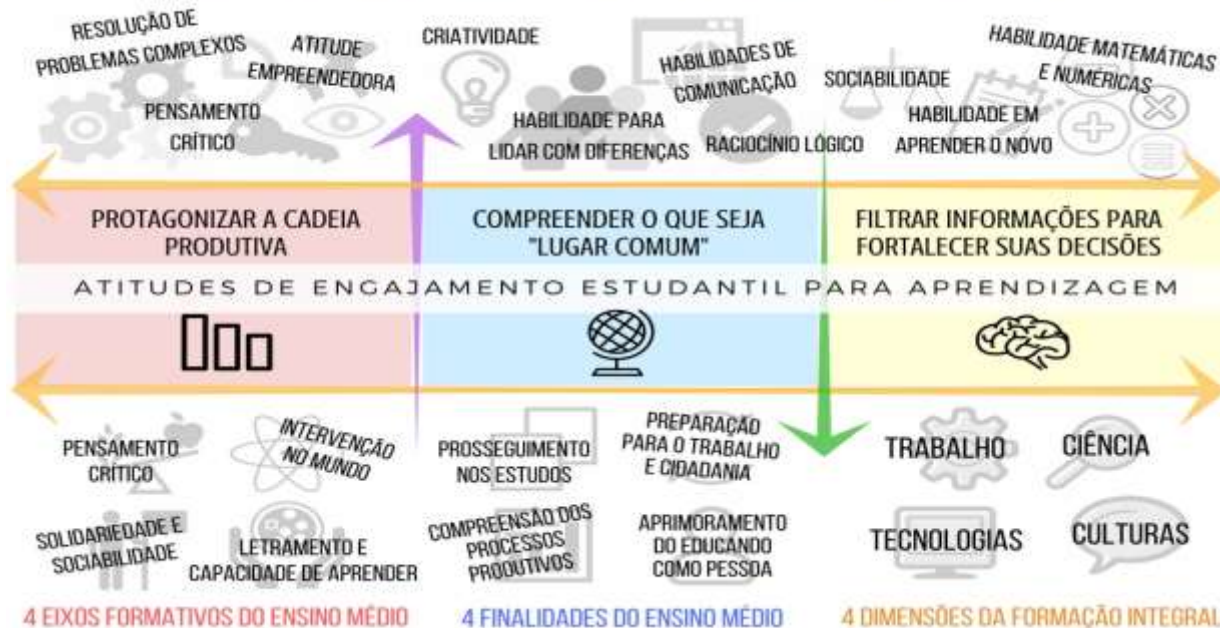 RESOLUÇÃO DE
PROBLEMAS COMPLEXOS
ATITUDE
EMPREENDEDORA
PENSAMENTO
CRÍTICO
CRIATIVIDADE
HABILIDADE PARA
LIDAR COM DIFERENÇAS
HABILIDADES DE
COMUNICAÇÃO
RACIOCÍNIO LÓGICO
SOCIABILIDADE
HABILIDADE EM
APRENDER O NOVO
HABILIDADE MATEMÁTICAS
E NUMÉRICAS
PROTAGONIZAR A CADEIA
PRODUTIVA
COMPREENDER O QUE SEJA
"LUGAR COMUM"
FILTRAR INFORMAÇÕES PARA
FORTALECER SUAS DECISÕES
ATITUDES DE ENGAJAMENTO ESTUDANTIL PARA APRENDIZAGEM
PENSAMENTO
CRÍTICO
INTERVENÇÃO
NO MUNDO
SOLIDARIEDADE E
SOCIABILIDADE
LETRAMENTO E
CAPACIDADE DE APRENDER
PROSSEGUIMENTO
NOS ESTUDOS
PREPARAÇÃO
PARA O TRABALHO
E CIDADANIA
COMPREENSÃO DOS
PROCESSOS
PRODUTIVOS
APRIMORAMENTO
DO EDUCANDO
COMO PESSOA
TRABALHO
CIÊNCIA
TECNOLOGIAS
CULTURAS
4 EIXOS FORMATIVOS DO ENSINO MÉDIO
4 FINALIDADES DO ENSINO MÉDIO
4 DIMENSÕES DA FORMAÇÃO INTEGRAL